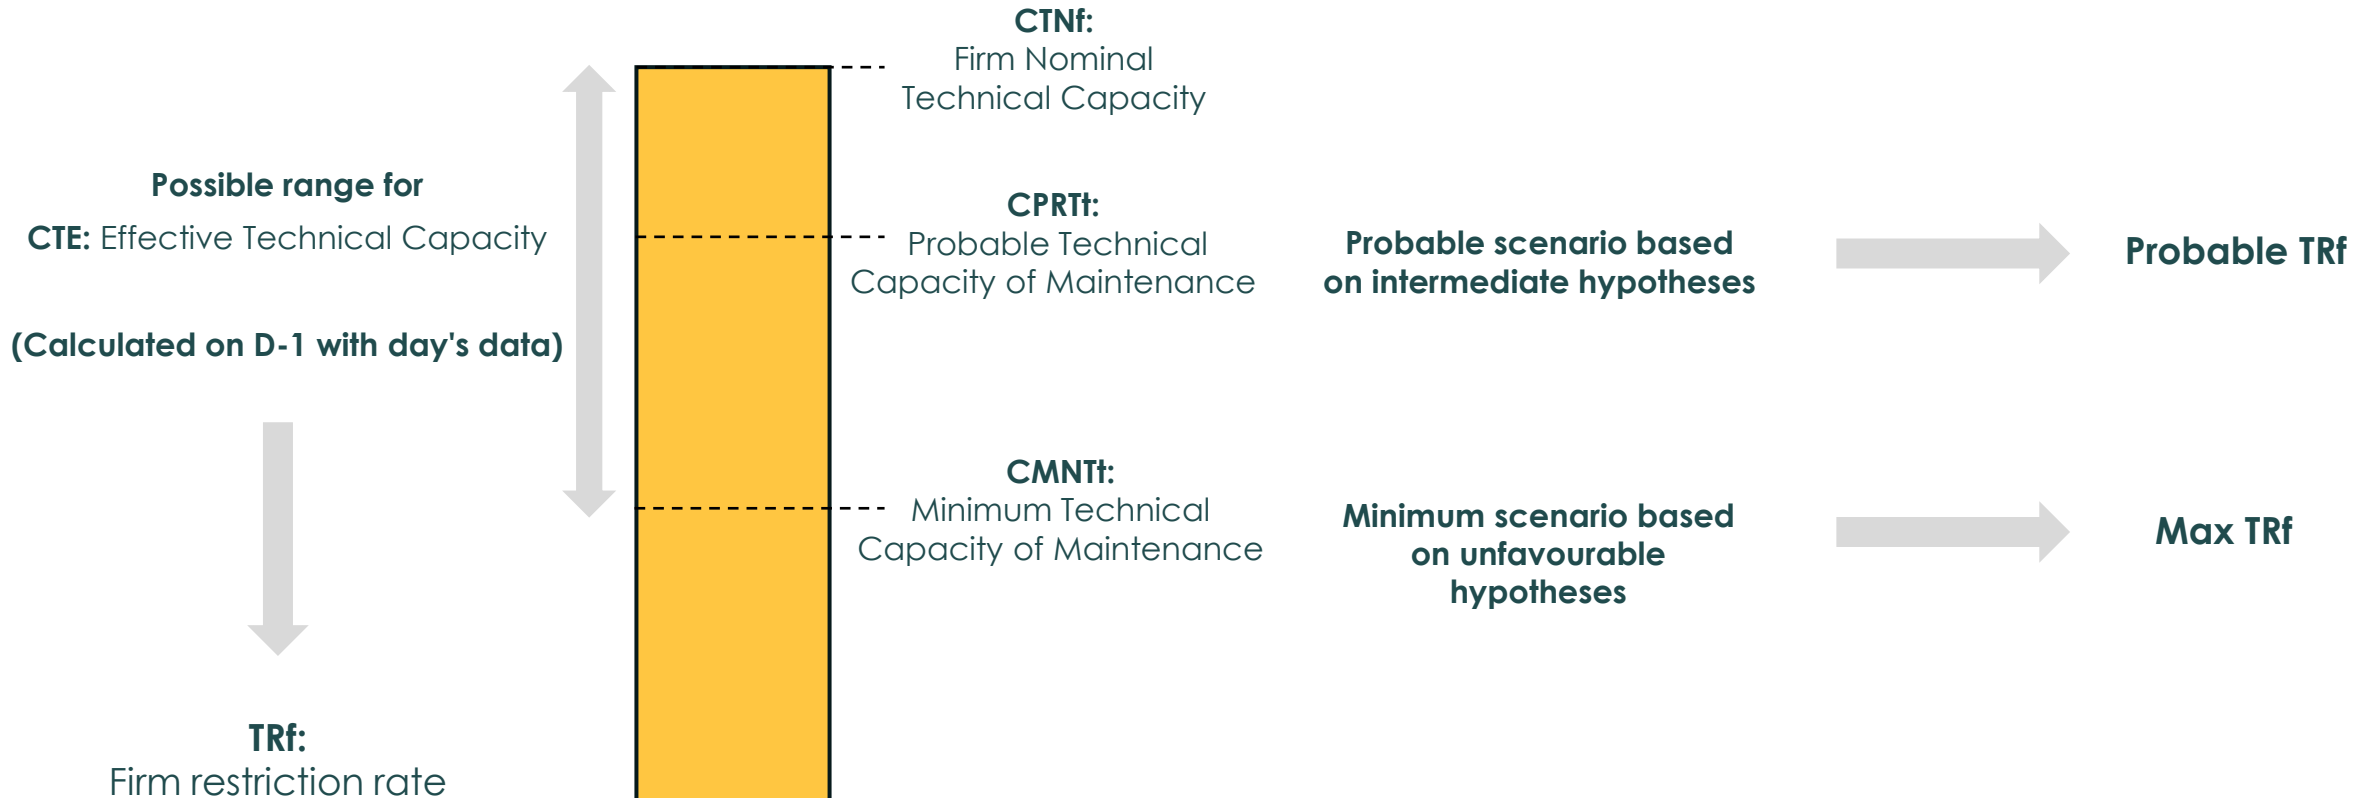 CTNf:
Firm Nominal
Technical Capacity
Possible range for
CTE: Effective Technical Capacity
(Calculated on D-1 with day's data)
CPRTt:
Probable Technical
Capacity of Maintenance
Probable scenario based
on intermediate hypotheses
Probable TRf
CMNTt:
Minimum Technical
Capacity of Maintenance
Minimum scenario based
on unfavourable
hypotheses
Max TRf
TRf:
Firm restriction rate